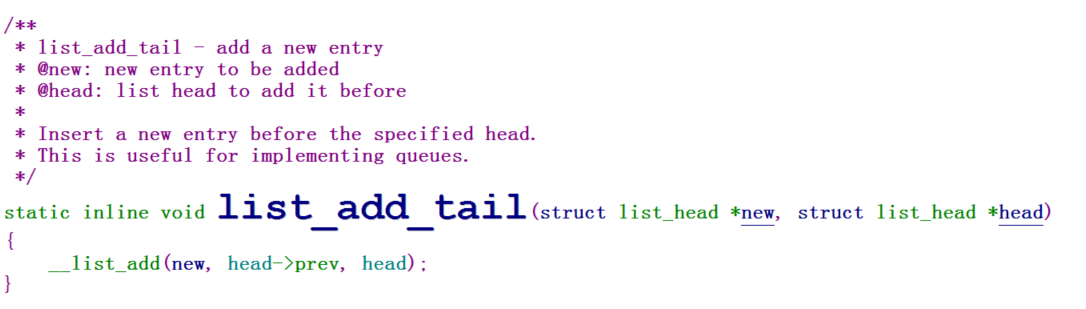 /**
 * list_add_tail - add a new entry
 * @new: new entry to be added
 * @head: list head to add it before
 *
 * Insert a new entry before the specified head.
 * This is useful for implementing queues.
 */
static inline void list_add_tail(struct list_head *new, struct list_head *head)
{
    __list_add(new, head->prev, head);
}